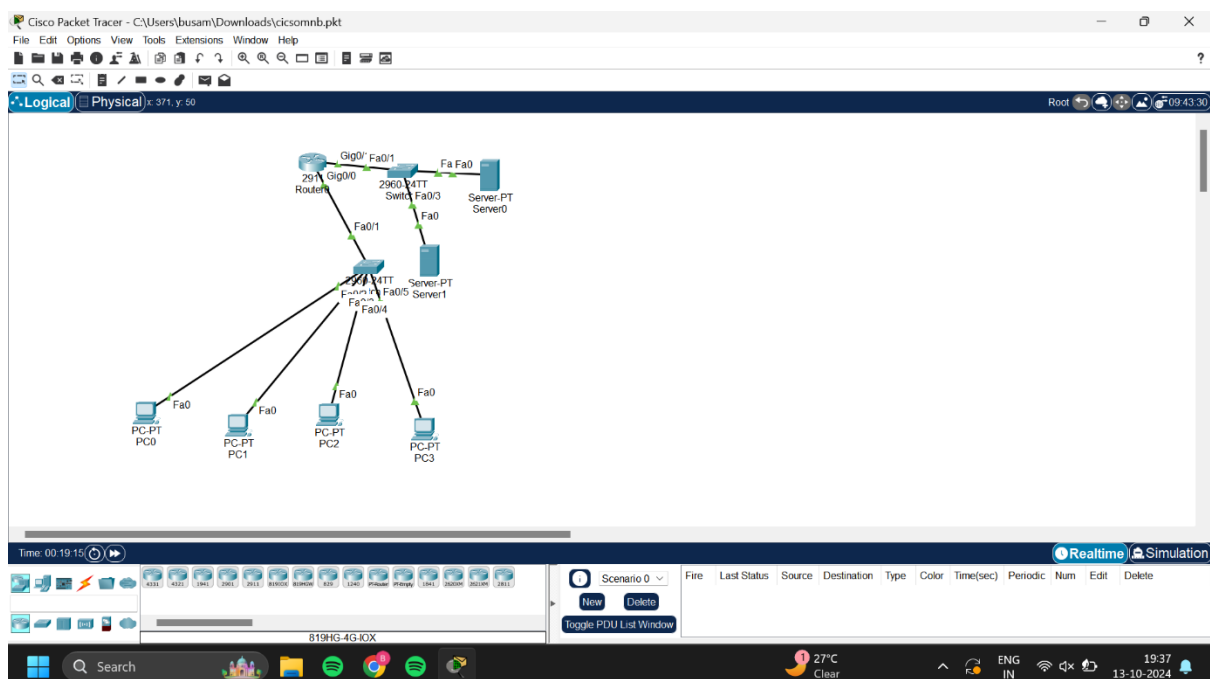 Cisco Packet Tracer - C:\Users\busam\Downloads\cicsomnb.pkt
File Edit Options View Tools Extensions Window Help
?
Logical Physical x: 371, y: 50 Root 09:43:30
Gig0/ Fa0/1 Fa Fa0
2911 Gig0/0 2960-24TT
Fa0/3 Server-PT
Server0
Fa0
Fa0/1
2960-24TT Server-PT
Fa0/5 Server1
Fa0/4
Fa0 Fa0 Fa0 Fa0
PC-PT PC-PT PC-PT PC-PT
PC0 PC1 PC2 PC3
Time: 00:19:15 Realtime Simulation
4331 4321 1941 2901 2911 819IOX 819HGW 829 1240 PT-Router PT-Empty 1841 2620XM 2621XM 2811
Scenario 0 Fire Last Status Source Destination Type Color Time(sec) Periodic Num Edit Delete
New Delete
Toggle PDU List Window
819HG-4G-IOX
Search 1 27°C Clear ENG IN 19:37 13-10-2024